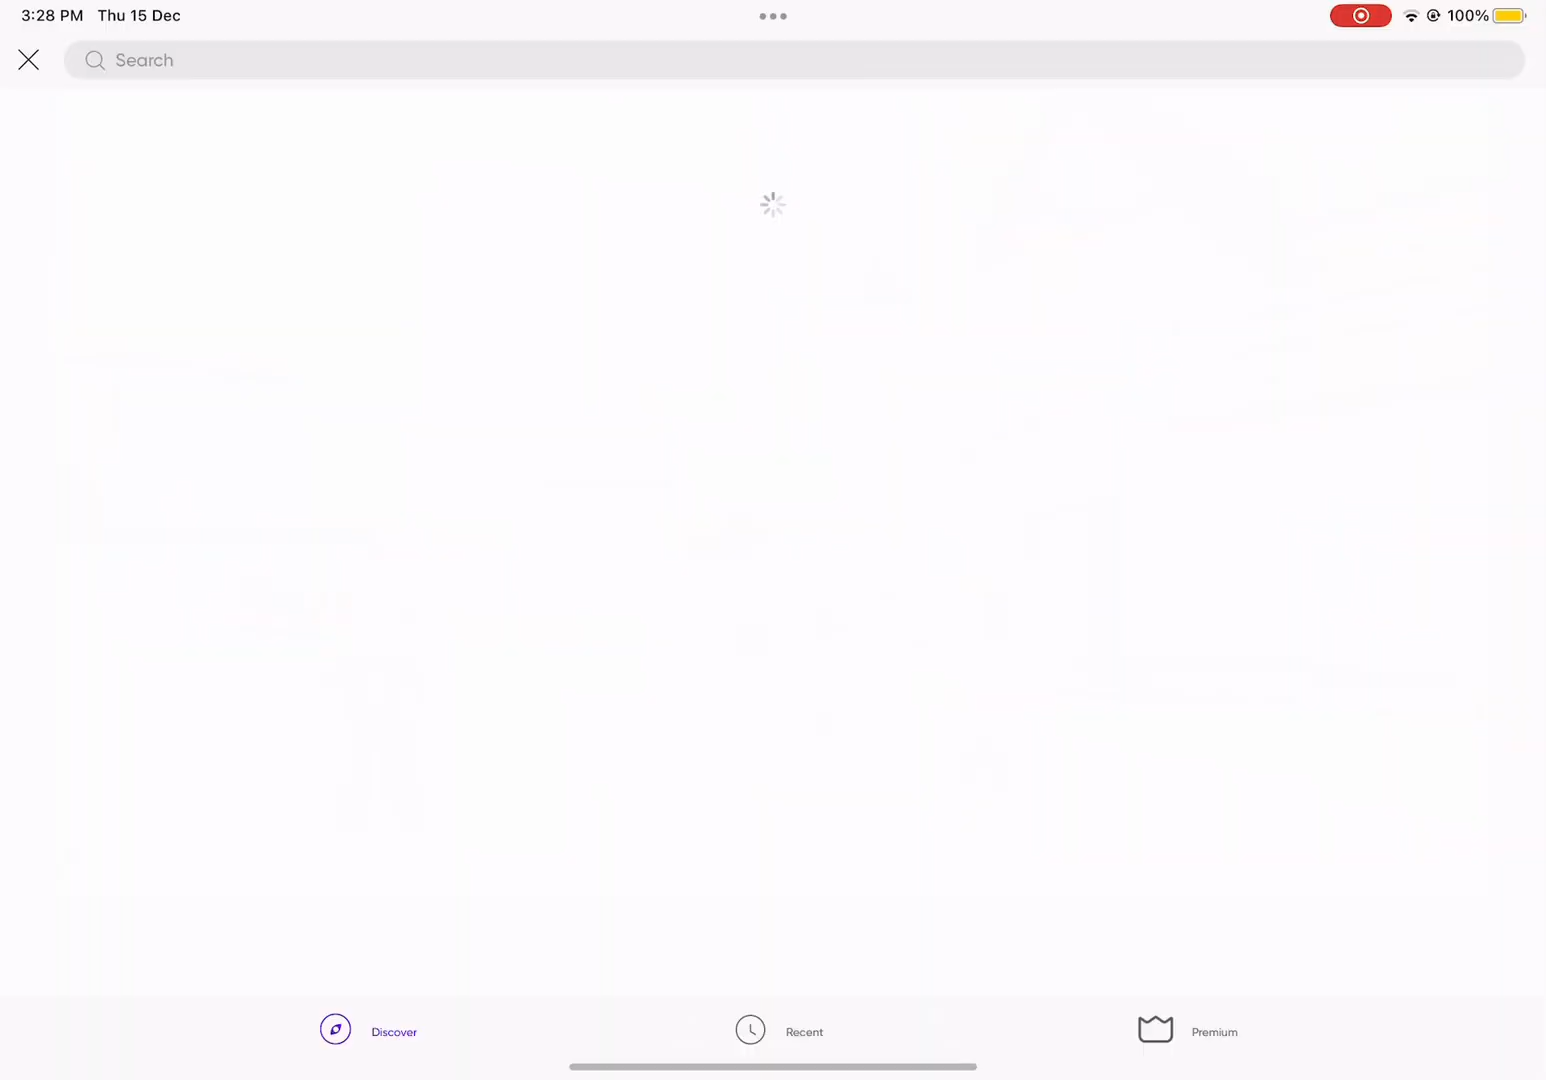 3:28 PM Thu 15 Dec
100%
Search
Discover
Recent
Premium